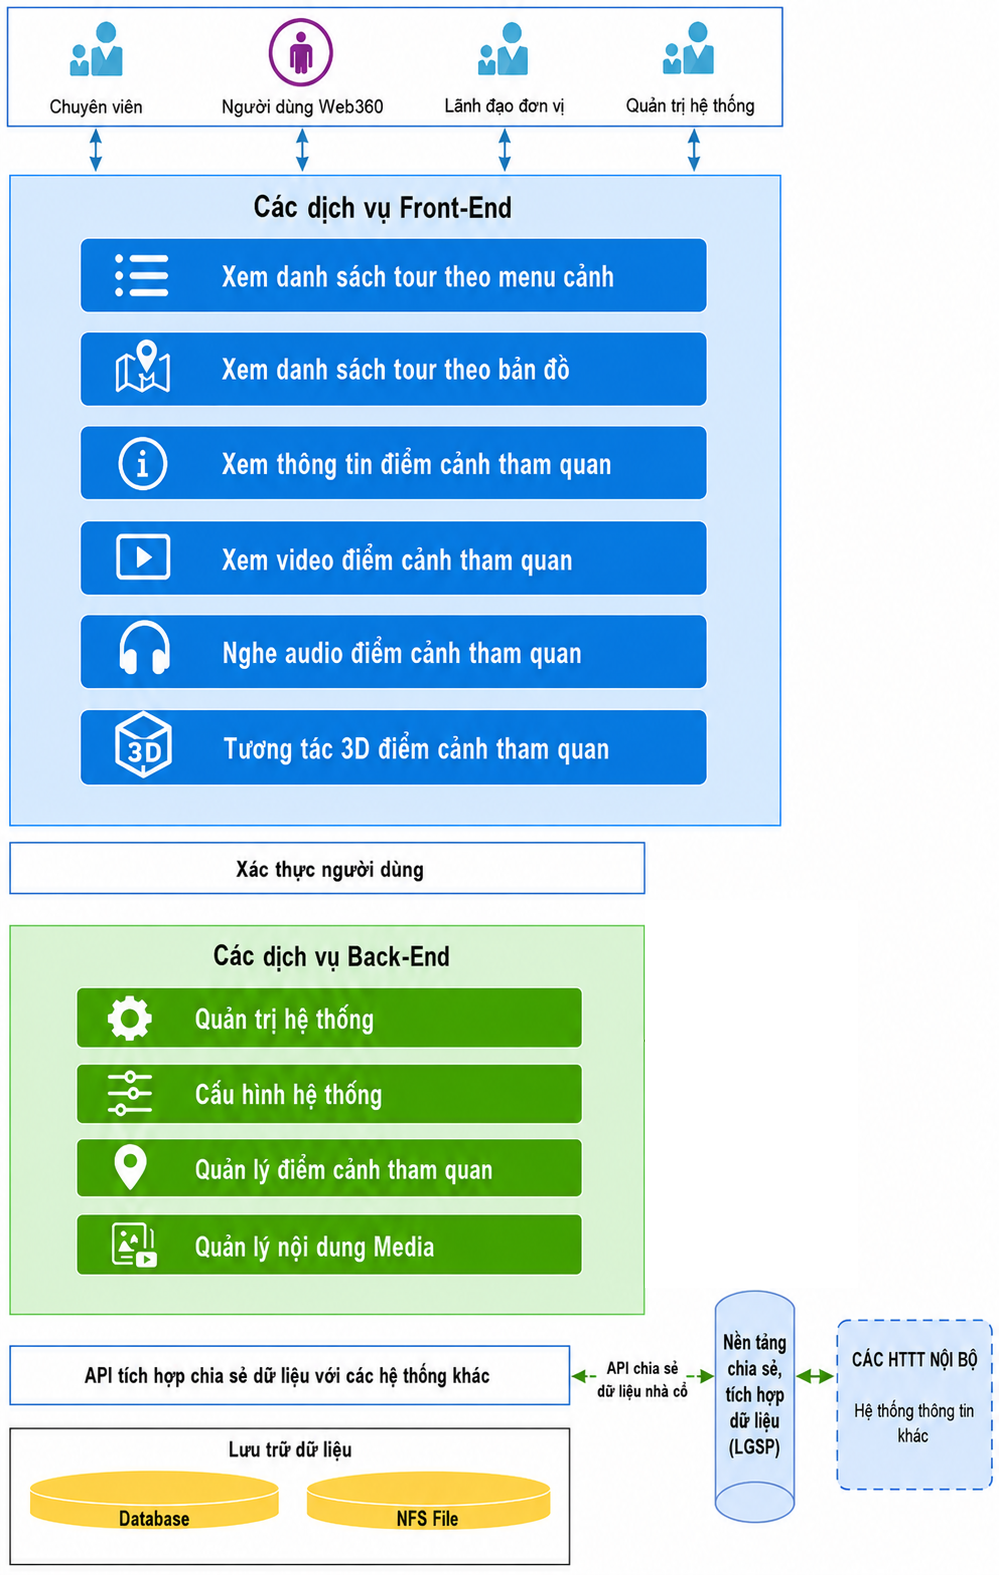 Chuyên viên
Người dùng Web360
Lãnh đạo đơn vị
Quản trị hệ thống
Các dịch vụ Front-End
Xem danh sách tour theo menu cảnh
Xem danh sách tour theo bản đồ
Xem thông tin điểm cảnh tham quan
Xem video điểm cảnh tham quan
Nghe audio điểm cảnh tham quan
3D
Tương tác 3D điểm cảnh tham quan
Xác thực người dùng
Các dịch vụ Back-End
Quản trị hệ thống
Cấu hình hệ thống
Quản lý điểm cảnh tham quan
Quản lý nội dung Media
API tích hợp chia sẻ dữ liệu với các hệ thống khác
API chia sẻ
dữ liệu nhà cổ
Nền tảng
chia sẻ,
tích hợp
dữ liệu
(LGSP)
CÁC HTTT NỘI BỘ
Hệ thống thông tin
khác
Lưu trữ dữ liệu
Database
NFS File